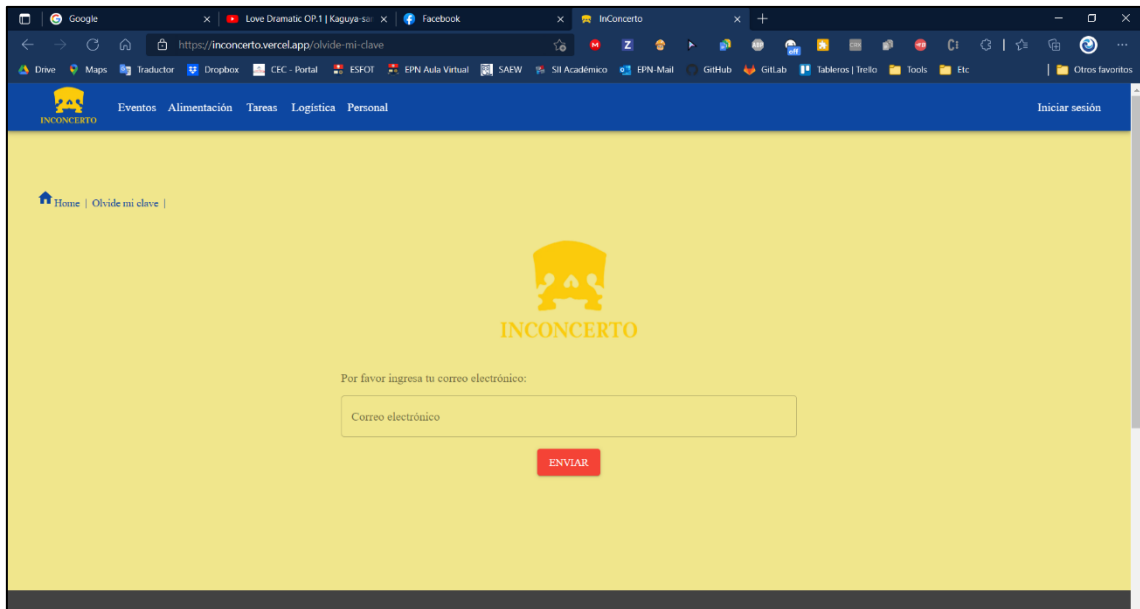 Google
Love Dramatic OP.1 | Kaguya-sa
Facebook
InConcerto
https://inconcerto.vercel.app/olvide-mi-clave
Drive Maps Traductor Dropbox CEC - Portal ESFOT EPN Aula Virtual SAEW SII Académico EPN-Mail GitHub GitLab Tableros | Trello Tools Etc Otros favoritos
INCONCERTO
Eventos Alimentación Tareas Logística Personal Iniciar sesión
Home | Olvide mi clave |
INCONCERTO
Por favor ingresa tu correo electrónico:
Correo electrónico
ENVIAR